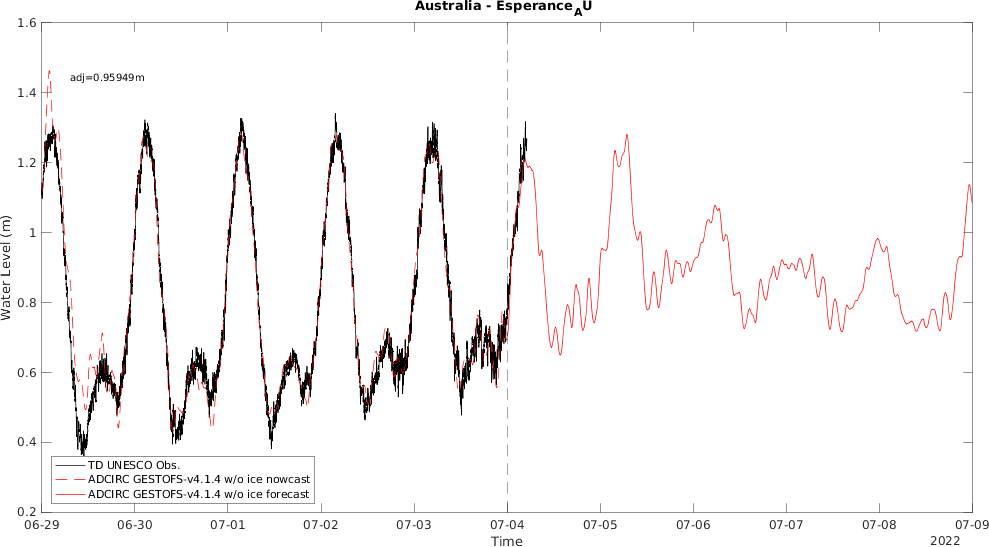 Australia - Esperance_AU
1.6
1.4
1.2
1
0.8
0.6
0.4
0.2
Water Level (m)
adj=0.95949m
TD UNESCO Obs.
ADCIRC GESTOFS-v4.1.4 w/o ice nowcast
ADCIRC GESTOFS-v4.1.4 w/o ice forecast
06-29 06-30 07-01 07-02 07-03 07-04 07-05 07-06 07-07 07-08 07-09
Time
2022